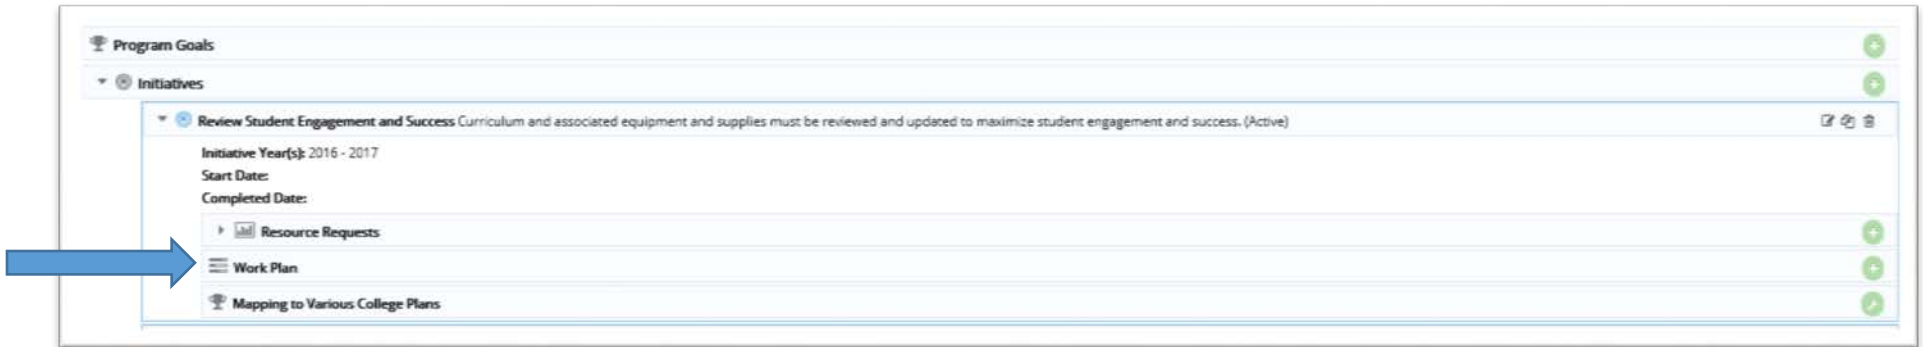 Program Goals
Initiatives
Review Student Engagement and Success Curriculum and associated equipment and supplies must be reviewed and updated to maximize student engagement and success. (Active)
Initiative Year(s): 2016 - 2017
Start Date:
Completed Date:
Resource Requests
Work Plan
Mapping to Various College Plans